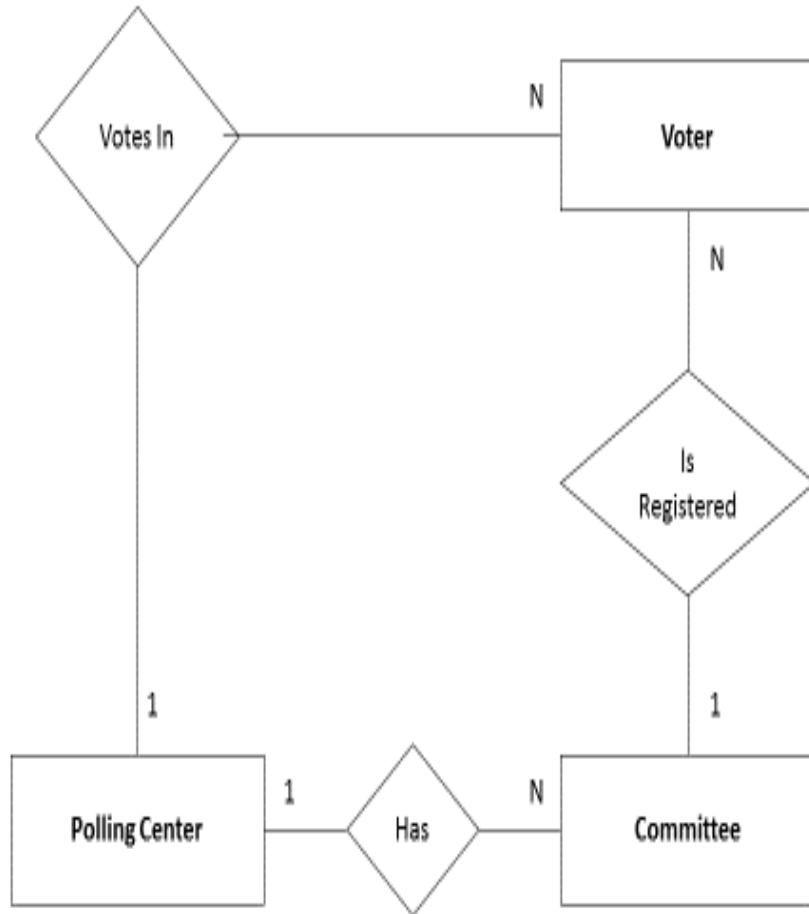 N
Votes In
Voter
N
Is
Registered
1
1
1
N
Polling Center
Has
Committee